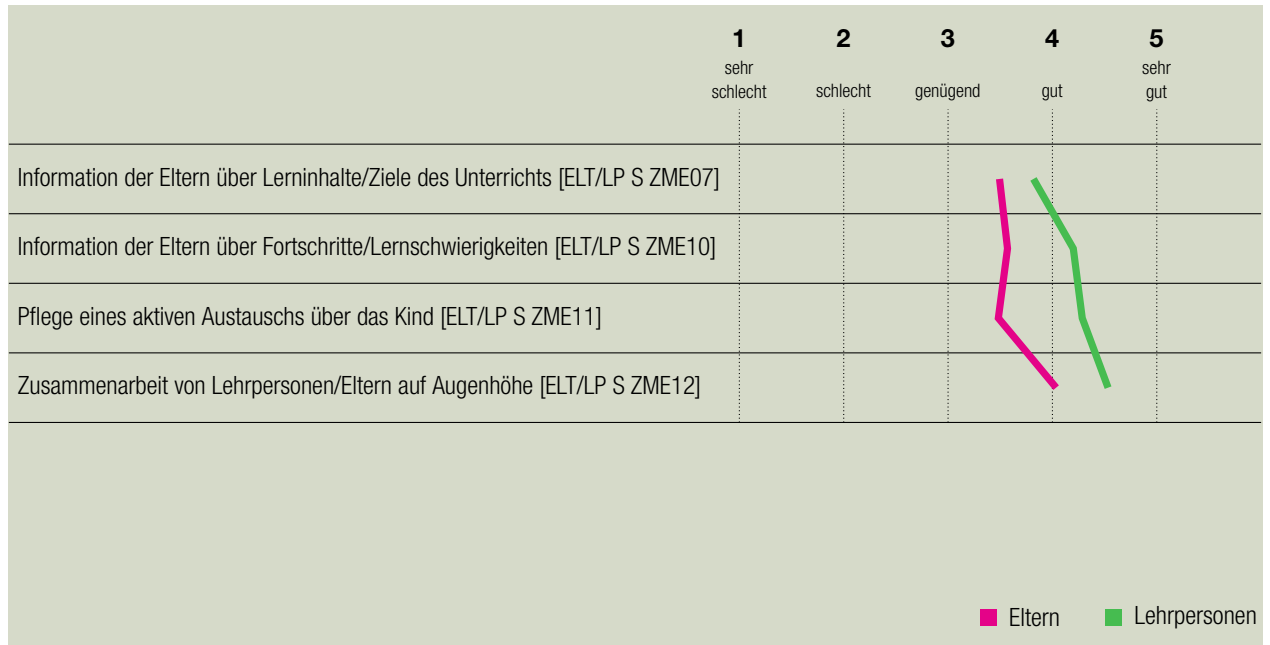 1 2 3 4 5
sehr schlecht schlecht genügend gut sehr gut
Information der Eltern über Lerninhalte/Ziele des Unterrichts [ELT/LP S ZME07]
Information der Eltern über Fortschritte/Lernschwierigkeiten [ELT/LP S ZME10]
Pflege eines aktiven Austauschs über das Kind [ELT/LP S ZME11]
Zusammenarbeit von Lehrpersonen/Eltern auf Augenhöhe [ELT/LP S ZME12]
Eltern Lehrpersonen